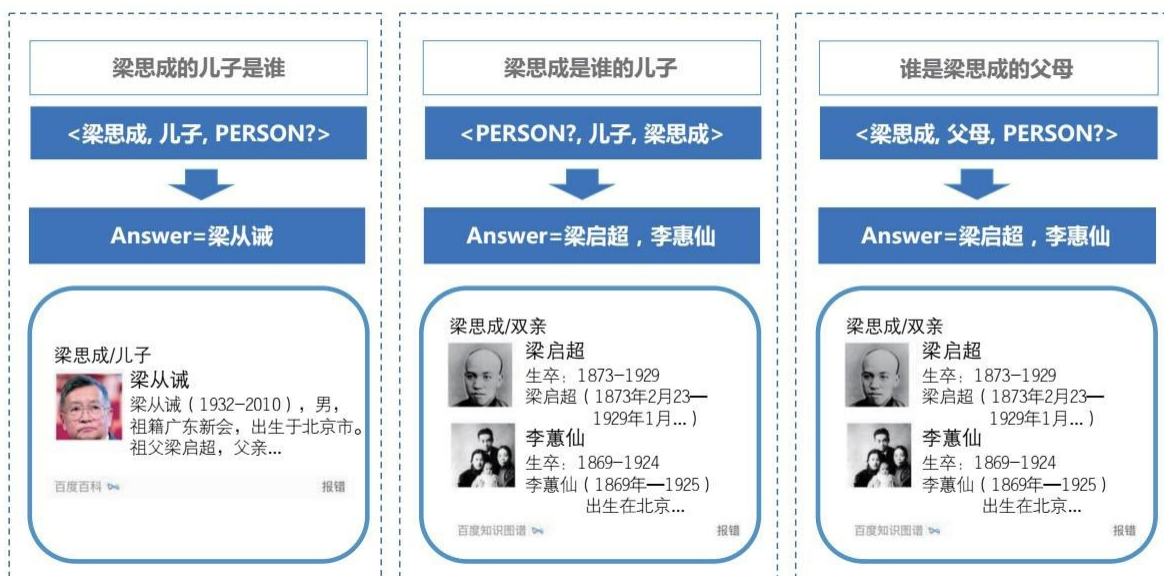 梁思成的儿子是谁
<梁思成, 儿子, PERSON?>
Answer=梁从诫
梁思成/儿子
梁从诫
梁从诫（1932-2010），男，
祖籍广东新会，出生于北京市。
祖父梁启超，父亲...
百度百科
报错
梁思成是谁的儿子
<PERSON?, 儿子, 梁思成>
Answer=梁启超，李惠仙
梁思成/双亲
梁启超
生卒：1873-1929
梁启超（1873年2月23—
1929年1月...）
李蕙仙
生卒：1869-1924
李蕙仙（1869年—1925）
出生在北京...
百度知识图谱
报错
谁是梁思成的父母
<梁思成, 父母, PERSON?>
Answer=梁启超，李惠仙
梁思成/双亲
梁启超
生卒：1873-1929
梁启超（1873年2月23—
1929年1月...）
李蕙仙
生卒：1869-1924
李蕙仙（1869年—1925）
出生在北京...
百度知识图谱
报错